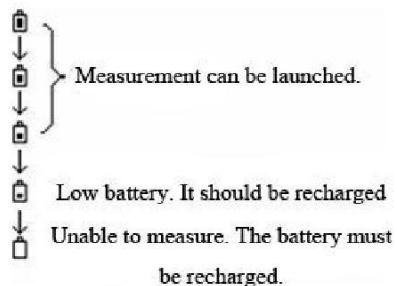 Measurement can be launched.
Low battery. It should be recharged
Unable to measure. The battery must
be recharged.